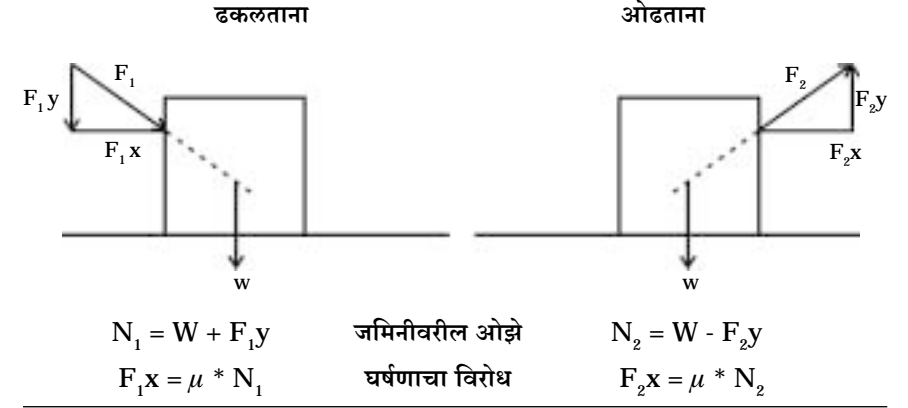 ढकलताना ओढताना
F₁ F₂
F₁y F₂y
F₁x F₂x
w w
N₁ = W + F₁y जमिनीवरील ओझे N₂ = W - F₂y
F₁x = μ * N₁ घर्षणाचा विरोध F₂x = μ * N₂